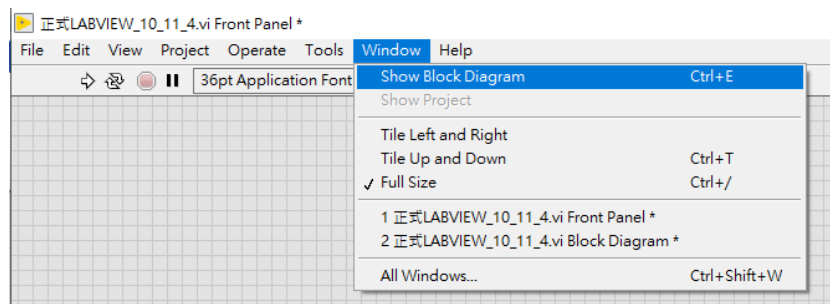 正式LABVIEW_10_11_4.vi Front Panel *
File Edit View Project Operate Tools Window Help
36pt Application Font
Show Block Diagram Ctrl+E
Show Project
Tile Left and Right
Tile Up and Down Ctrl+T
✓ Full Size Ctrl+/
1 正式LABVIEW_10_11_4.vi Front Panel *
2 正式LABVIEW_10_11_4.vi Block Diagram *
All Windows... Ctrl+Shift+W